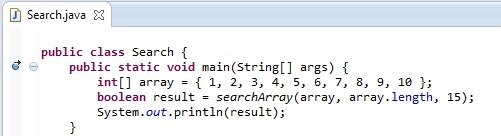 Search.java
public class Search {
    public static void main(String[] args) {
        int[] array = { 1, 2, 3, 4, 5, 6, 7, 8, 9, 10 };
        boolean result = searchArray(array, array.length, 15);
        System.out.println(result);
    }